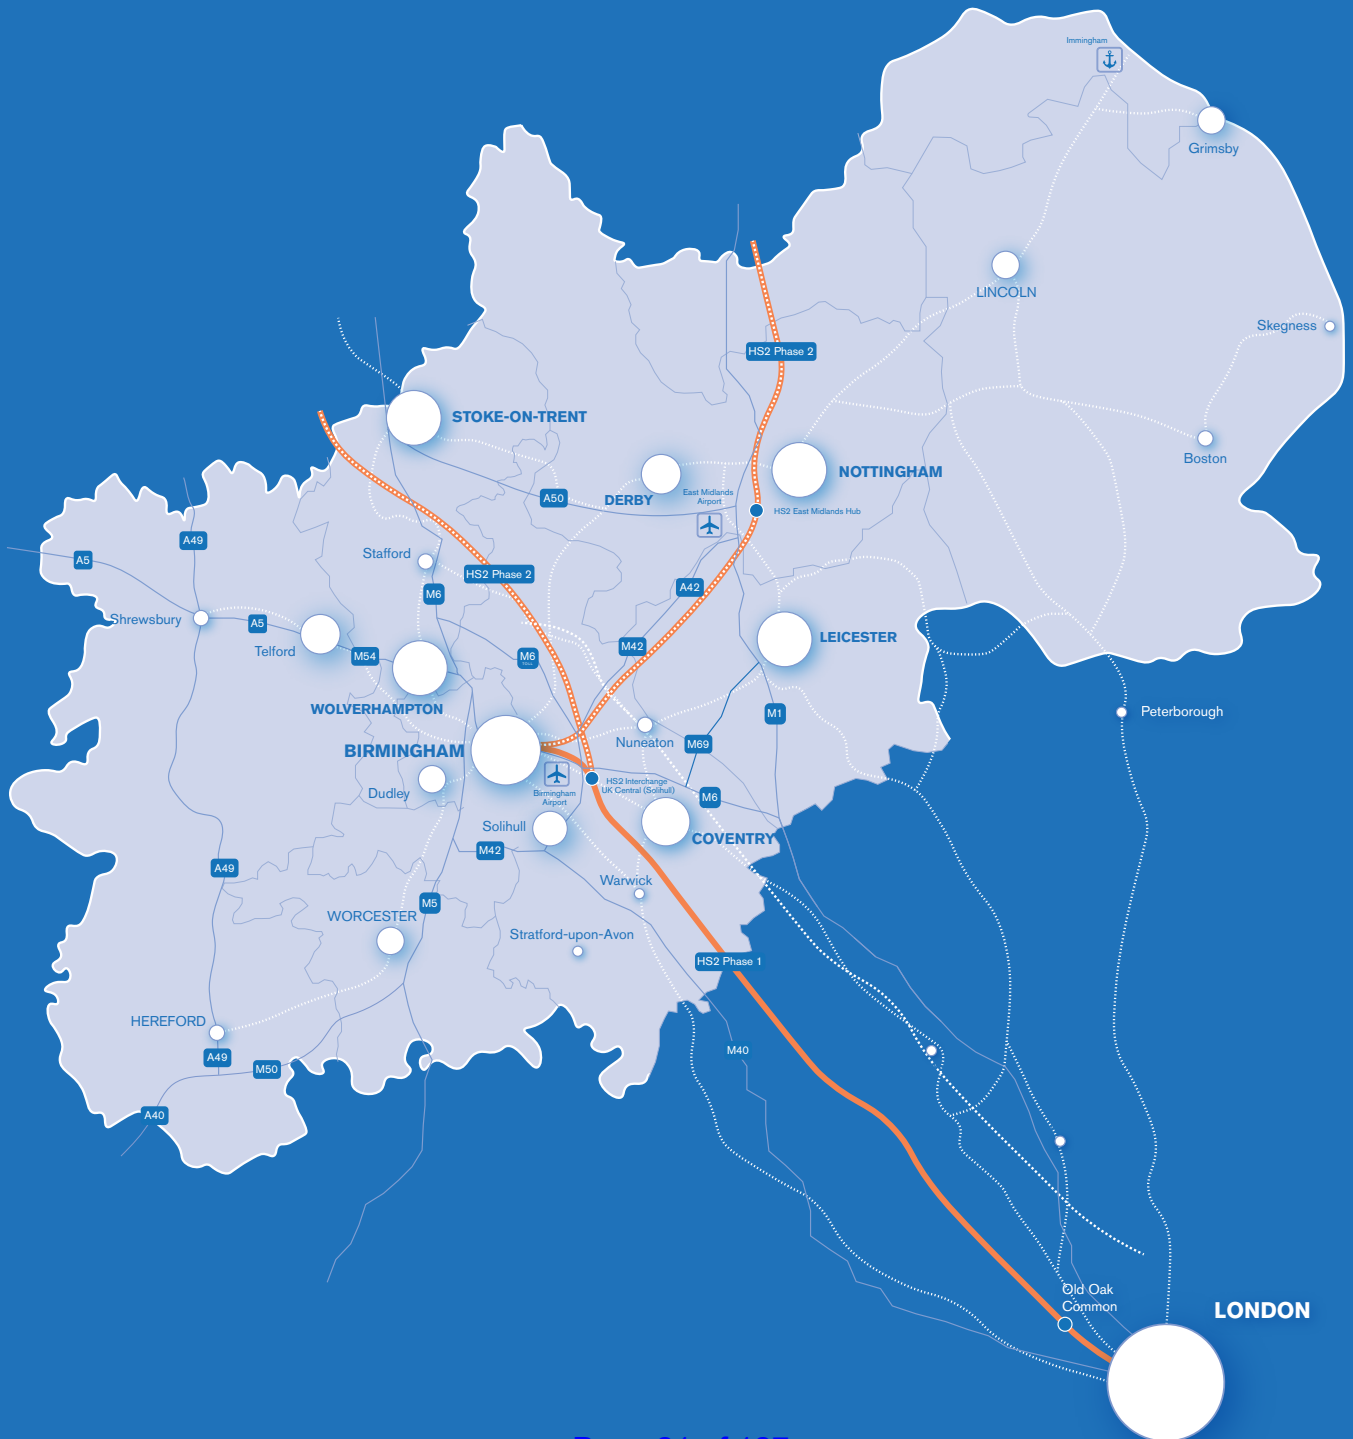 Immingham
Grimsby
LINCOLN
Skegness
HS2 Phase 2
STOKE-ON-TRENT
Boston
NOTTINGHAM
DERBY
East Midlands
Airport
A50
HS2 East Midlands Hub
A49
Stafford
A5
HS2 Phase 2
A42
M6
Shrewsbury
A5
Telford
M54
M6
TOLL
M42
LEICESTER
WOLVERHAMPTON
M1
Peterborough
BIRMINGHAM
Nuneaton
M69
Dudley
Birmingham
Airport
HS2 Interchange
UK Central (Solihull)
M6
Solihull
COVENTRY
M42
A49
Warwick
M5
WORCESTER
Stratford-upon-Avon
HS2 Phase 1
HEREFORD
A49
M50
M40
A40
Old Oak
Common
LONDON